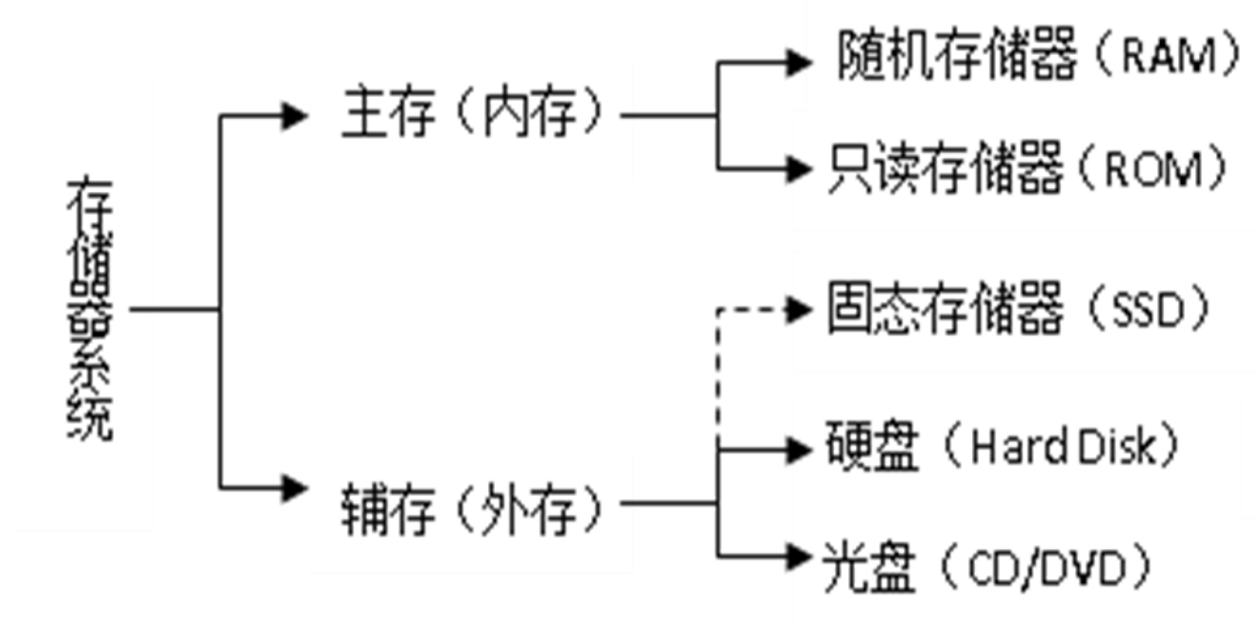 存储器系统
主存（内存）
随机存储器（RAM）
只读存储器（ROM）
辅存（外存）
固态存储器（SSD）
硬盘（Hard Disk）
光盘（CD/DVD）